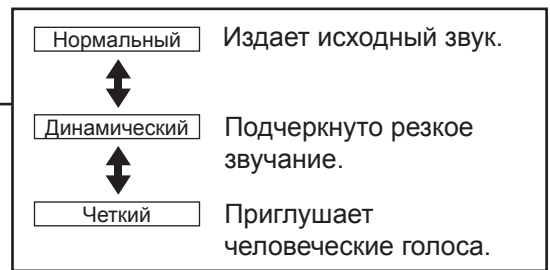 Нормальный Издает исходный звук.
Динамический Подчеркнуто резкое
звучание.
Четкий Приглушает
человеческие голоса.